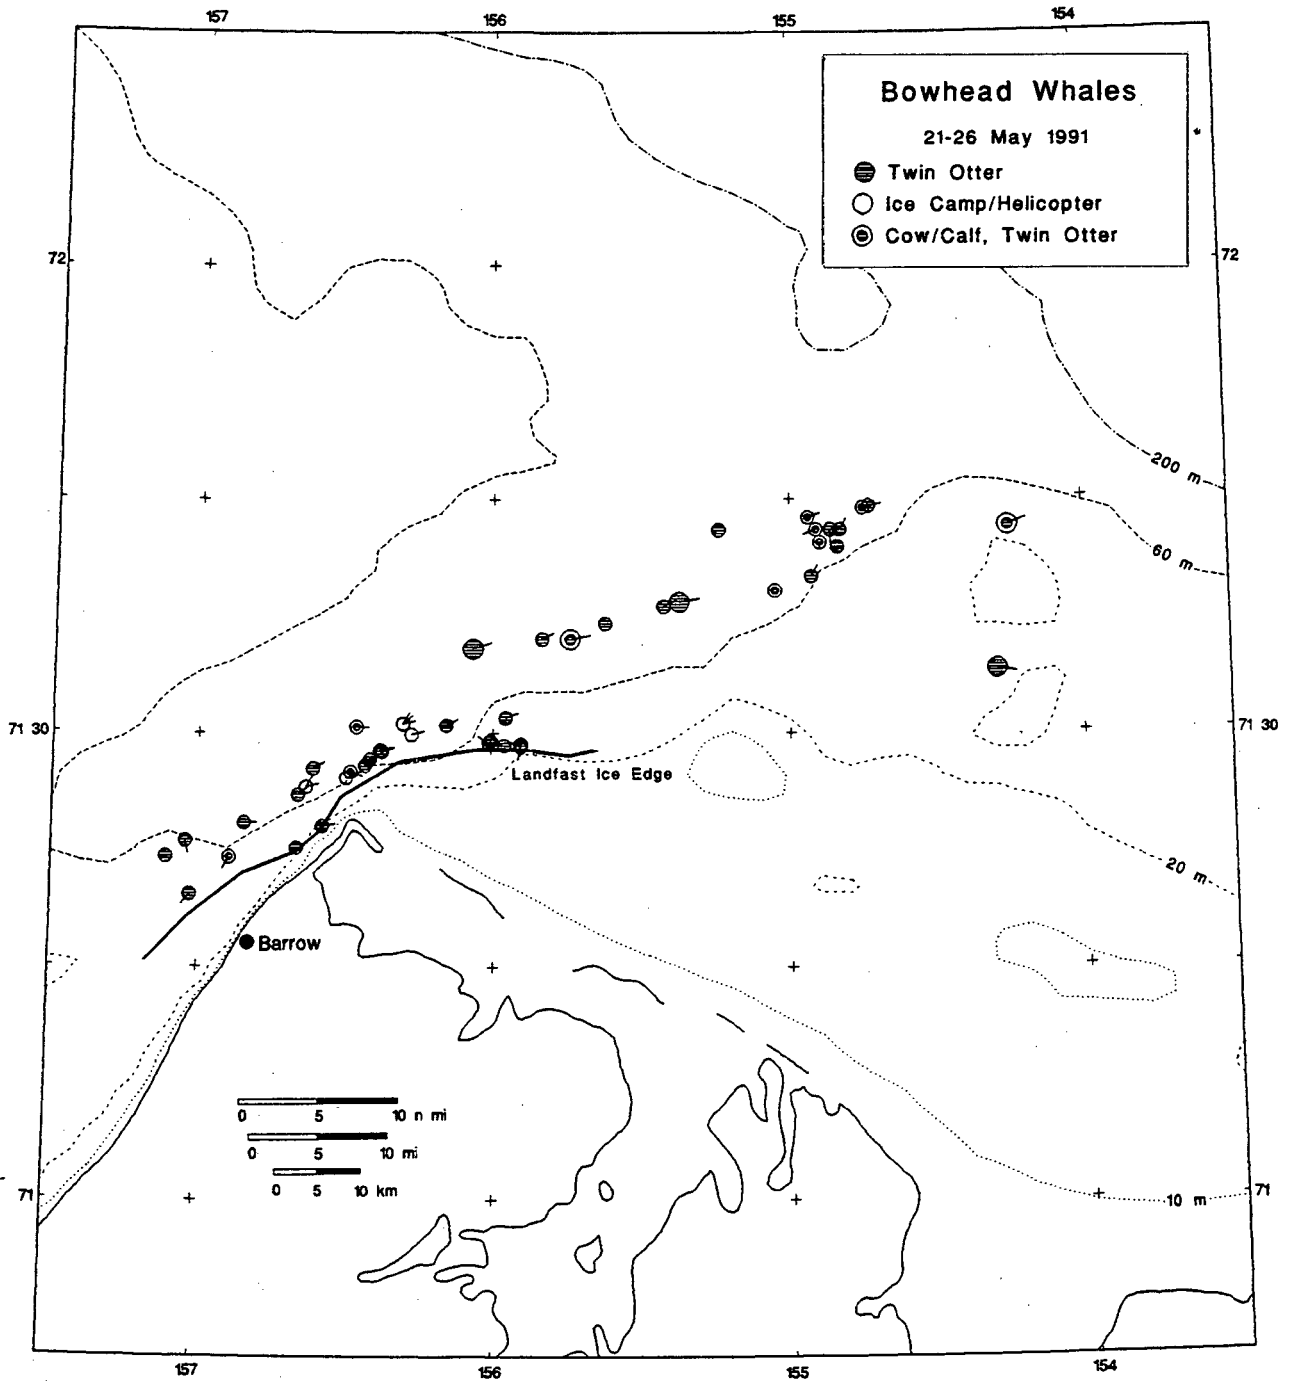 157 156 155 154
Bowhead Whales
21-26 May 1991
Twin Otter
Ice Camp/Helicopter
Cow/Calf, Twin Otter
72 72
200 m
60 m
71 30 71 30
Landfast Ice Edge
20 m
Barrow
0 5 10 n mi
0 5 10 mi
0 5 10 km
71 71
10 m
157 156 155 154